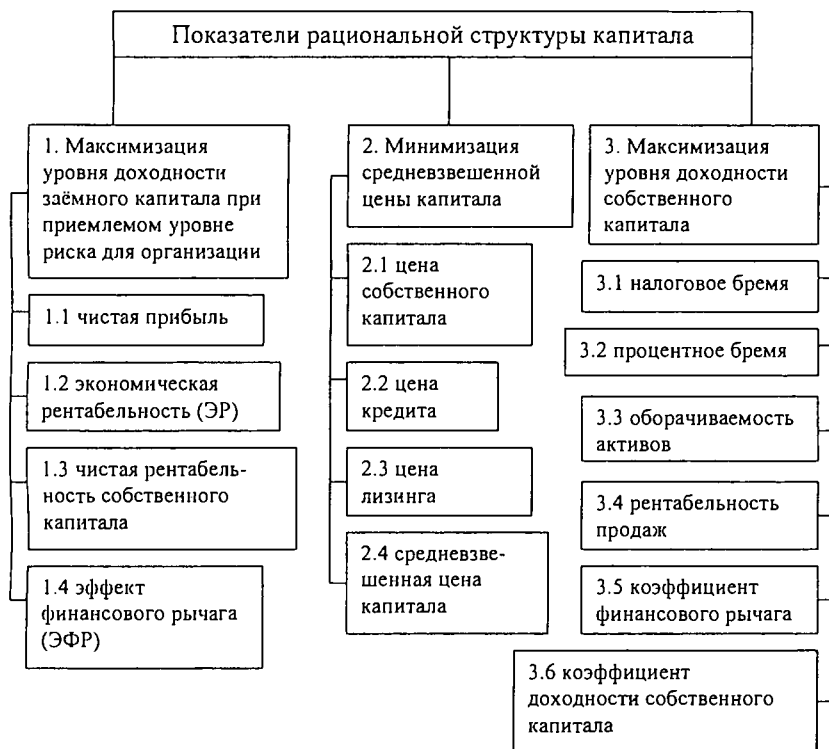 Показатели рациональной структуры капитала
1. Максимизация
уровня доходности
заёмного капитала при
приемлемом уровне
риска для организации
1.1 чистая прибыль
1.2 экономическая
рентабельность (ЭР)
1.3 чистая рентабель-
ность собственного
капитала
1.4 эффект
финансового рычага
(ЭФР)
2. Минимизация
средневзвешенной
цены капитала
2.1 цена
собственного
капитала
2.2 цена
кредита
2.3 цена
лизинга
2.4 средневзве-
шенная цена
капитала
3. Максимизация
уровня доходности
собственного
капитала
3.1 налоговое бремя
3.2 процентное бремя
3.3 оборачиваемость
активов
3.4 рентабельность
продаж
3.5 коэффициент
финансового рычага
3.6 коэффициент
доходности собственного
капитала